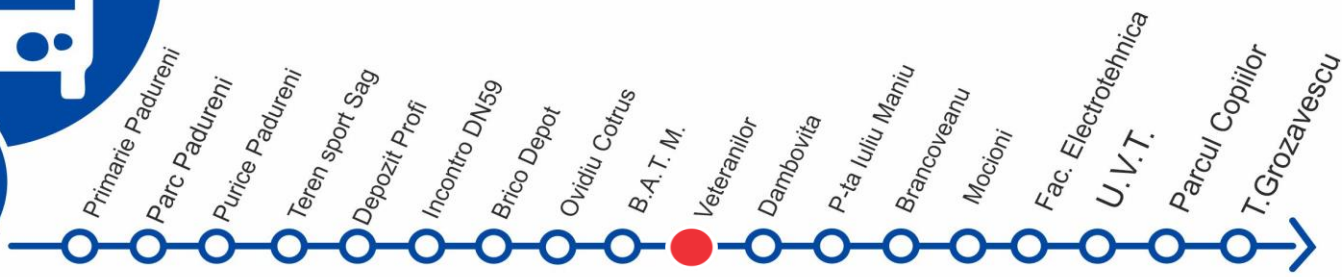 Primarie Padureni
Parc Padureni
Purice Padureni
Teren sport Sag
Depozit Profi
Incontro DN59
Brico Depot
Ovidiu Cotrus
B.A.T.M.
Veteranilor
Dambovita
P-ta Iuliu Maniu
Brancoveanu
Mocioni
Fac. Electrotehnica
U.V.T.
Parcul Copiilor
T.Grozavescu